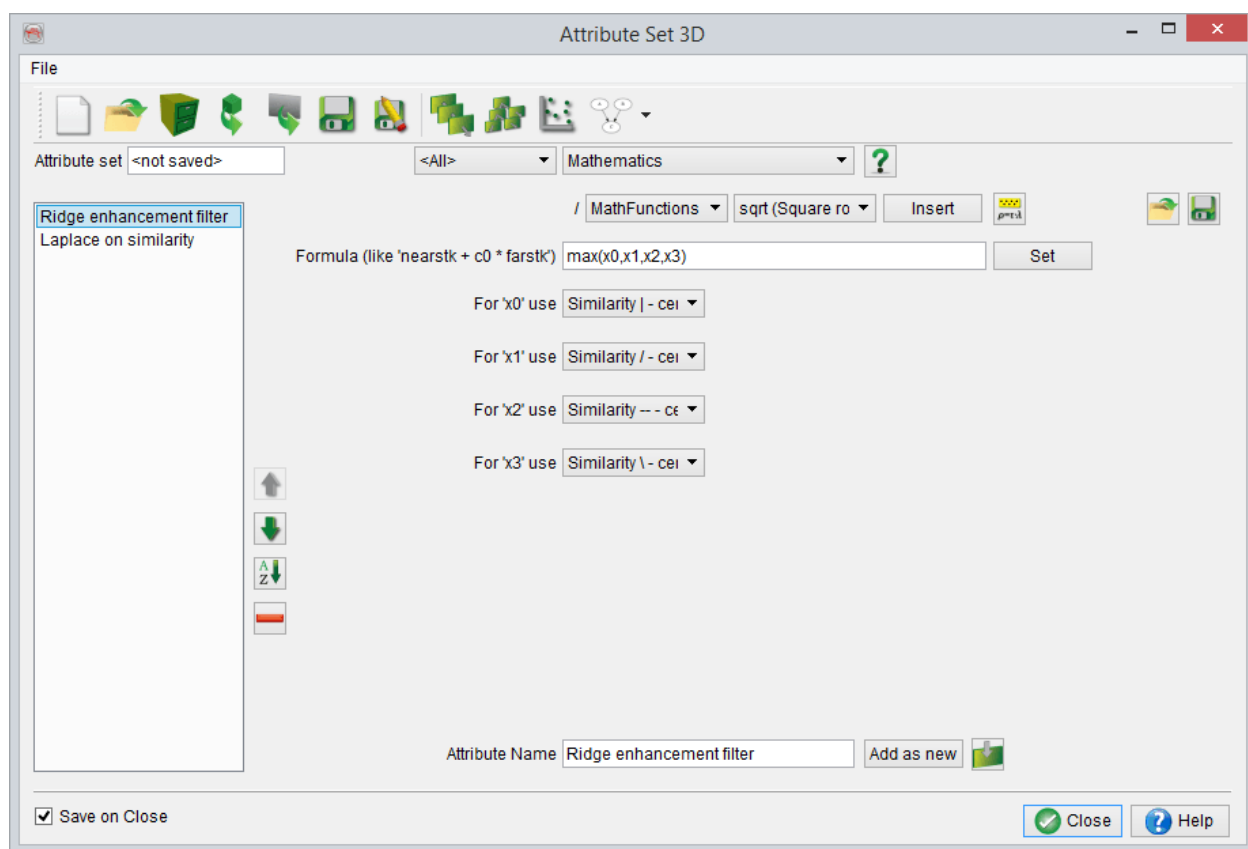 Attribute Set 3D
File
Attribute set <not saved> <All> Mathematics ?
Ridge enhancement filter
Laplace on similarity
/ MathFunctions sqrt (Square ro Insert ρ=τ:λ
Formula (like 'nearstk + c0 * farstk') max(x0,x1,x2,x3) Set
For 'x0' use Similarity | - cei
For 'x1' use Similarity / - cei
For 'x2' use Similarity -- - ce
For 'x3' use Similarity \ - cei
A
Z
Attribute Name Ridge enhancement filter Add as new
Save on Close
Close ? Help